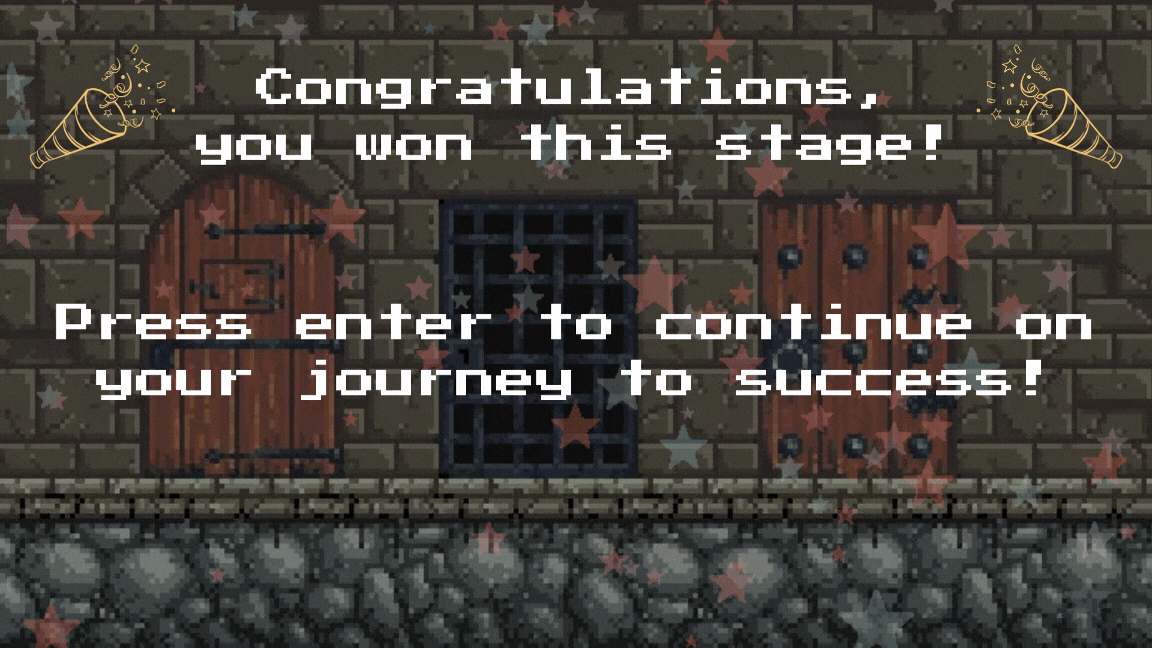 Congratulations,
you won this stage!
Press enter to continue on
your journey to success!